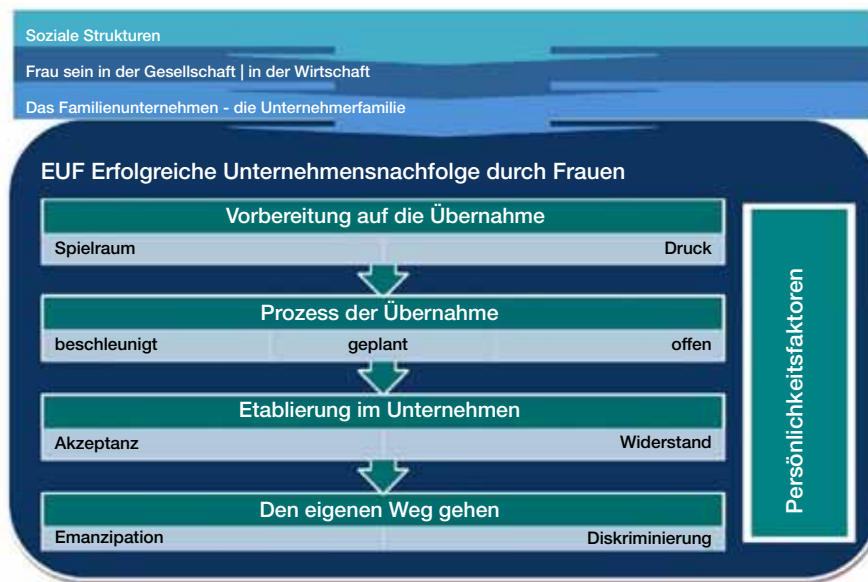 Soziale Strukturen
Frau sein in der Gesellschaft | in der Wirtschaft
Das Familienunternehmen - die Unternehmerfamilie
EUF Erfolgreiche Unternehmensnachfolge durch Frauen
Vorbereitung auf die Übernahme
Spielraum Druck
Prozess der Übernahme
beschleunigt geplant offen
Etablierung im Unternehmen
Akzeptanz Widerstand
Den eigenen Weg gehen
Emanzipation Diskriminierung
Persönlichkeitsfaktoren